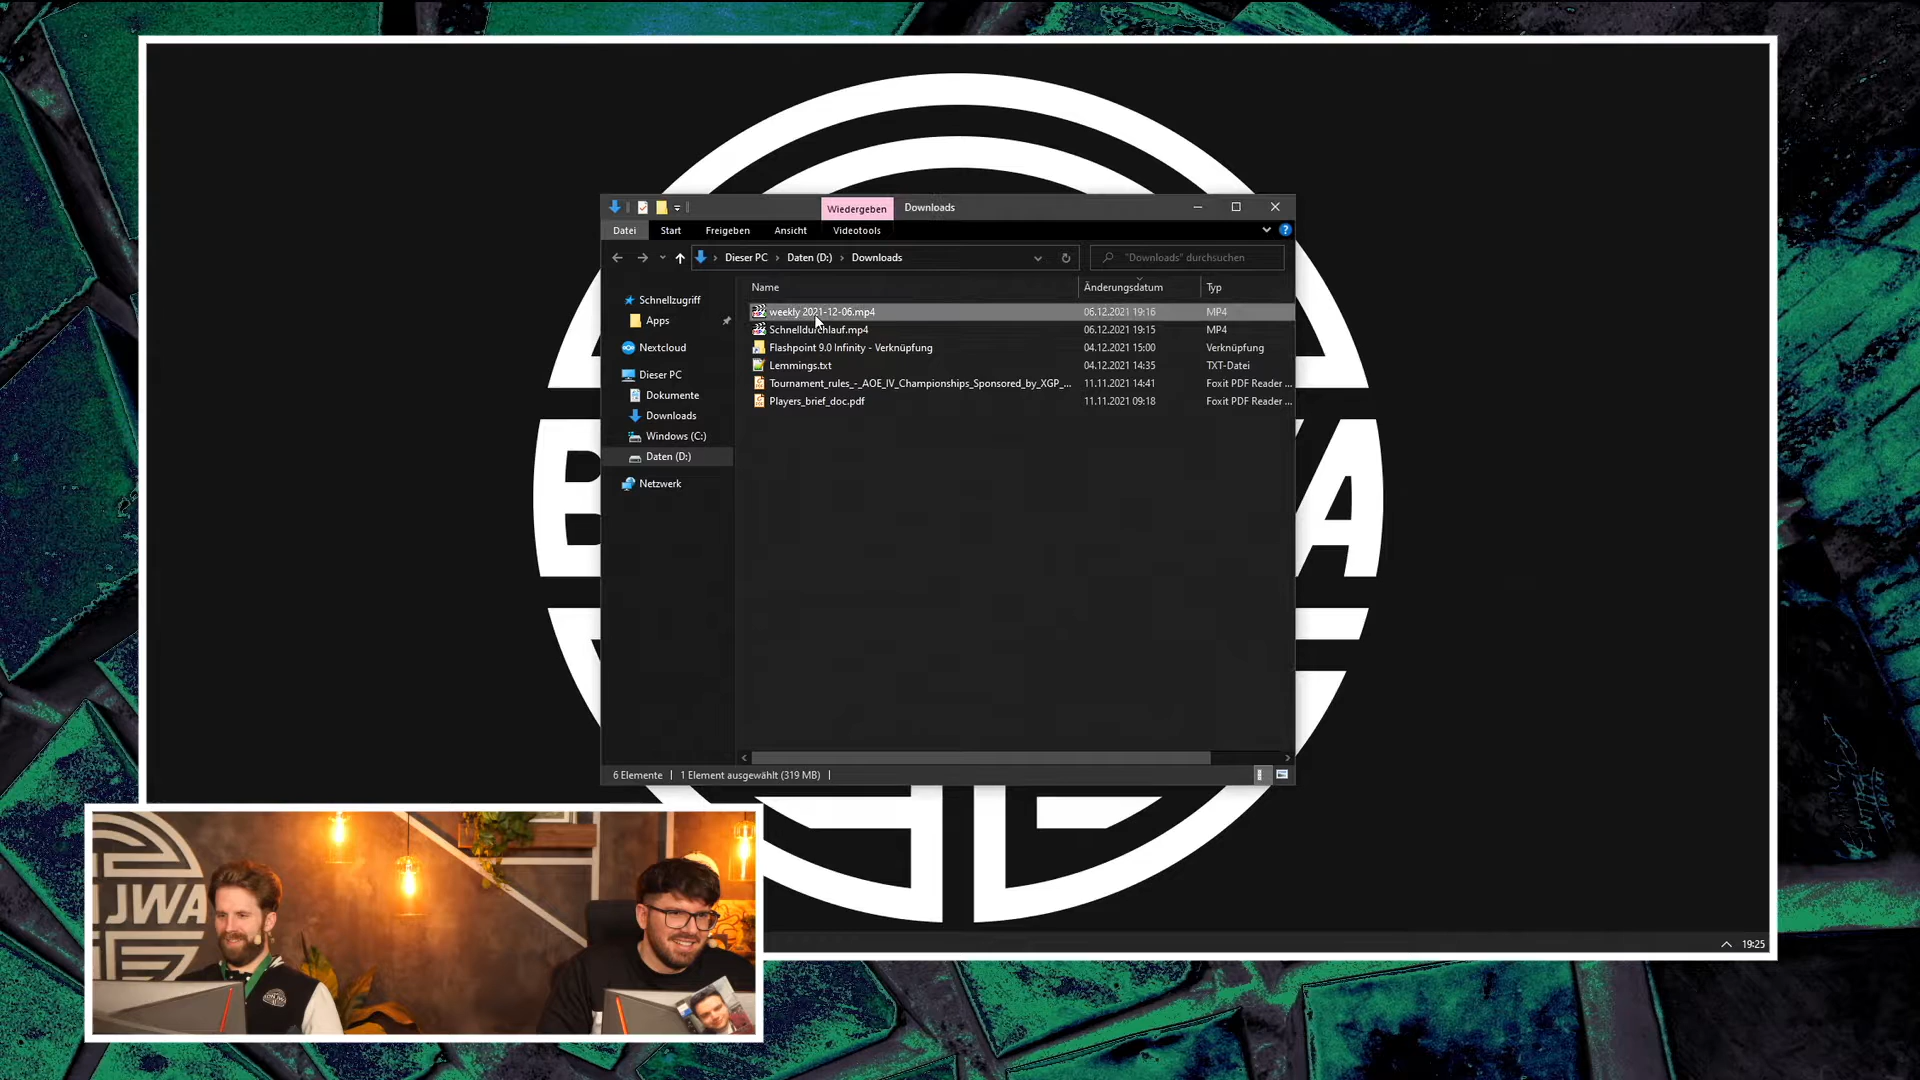 Wiedergeben
Downloads
Datei
Start
Freigeben
Ansicht
Videotools
Dieser PC
Daten (D:)
Downloads
"Downloads" durchsuchen
Name
Änderungsdatum
Typ
Schnellzugriff
Apps
Nextcloud
Dieser PC
Dokumente
Downloads
Windows (C:)
Daten (D:)
Netzwerk
weekly 2021-12-06.mp4 06.12.2021 19:16 MP4
Schnelldurchlauf.mp4 06.12.2021 19:15 MP4
Flashpoint 9.0 Infinity - Verknüpfung 04.12.2021 15:00 Verknüpfung
Lemmings.txt 04.12.2021 14:35 TXT-Datei
Tournament_rules_-_AOE_IV_Championships_Sponsored_by_XGP_... 11.11.2021 14:41 Foxit PDF Reader ...
Players_brief_doc.pdf 11.11.2021 09:18 Foxit PDF Reader ...
6 Elemente
1 Element ausgewählt (319 MB)
19:25
JWA